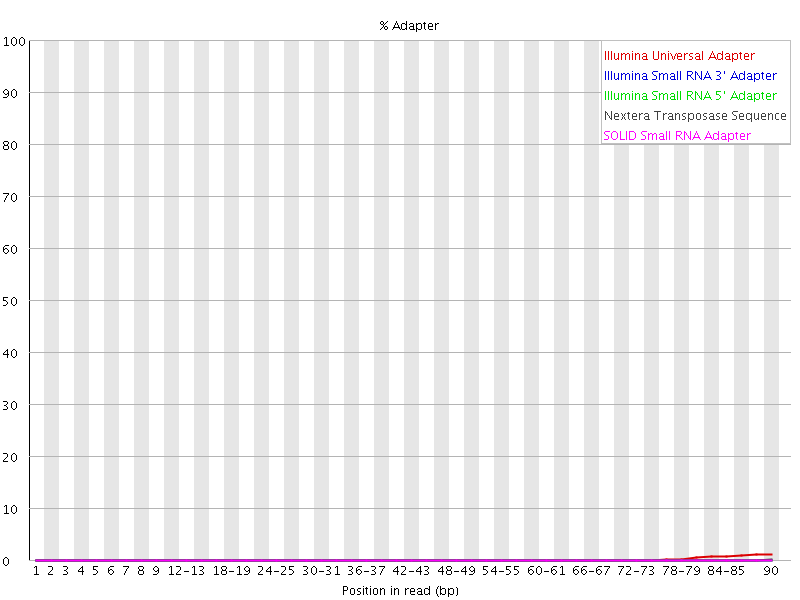 % Adapter
100
90
80
70
60
50
40
30
20
10
0
Illumina Universal Adapter
Illumina Small RNA 3' Adapter
Illumina Small RNA 5' Adapter
Nextera Transposase Sequence
SOLID Small RNA Adapter
1 2 3 4 5 6 7 8 9 12-13 18-19 24-25 30-31 36-37 42-43 48-49 54-55 60-61 66-67 72-73 78-79 84-85 90
Position in read (bp)